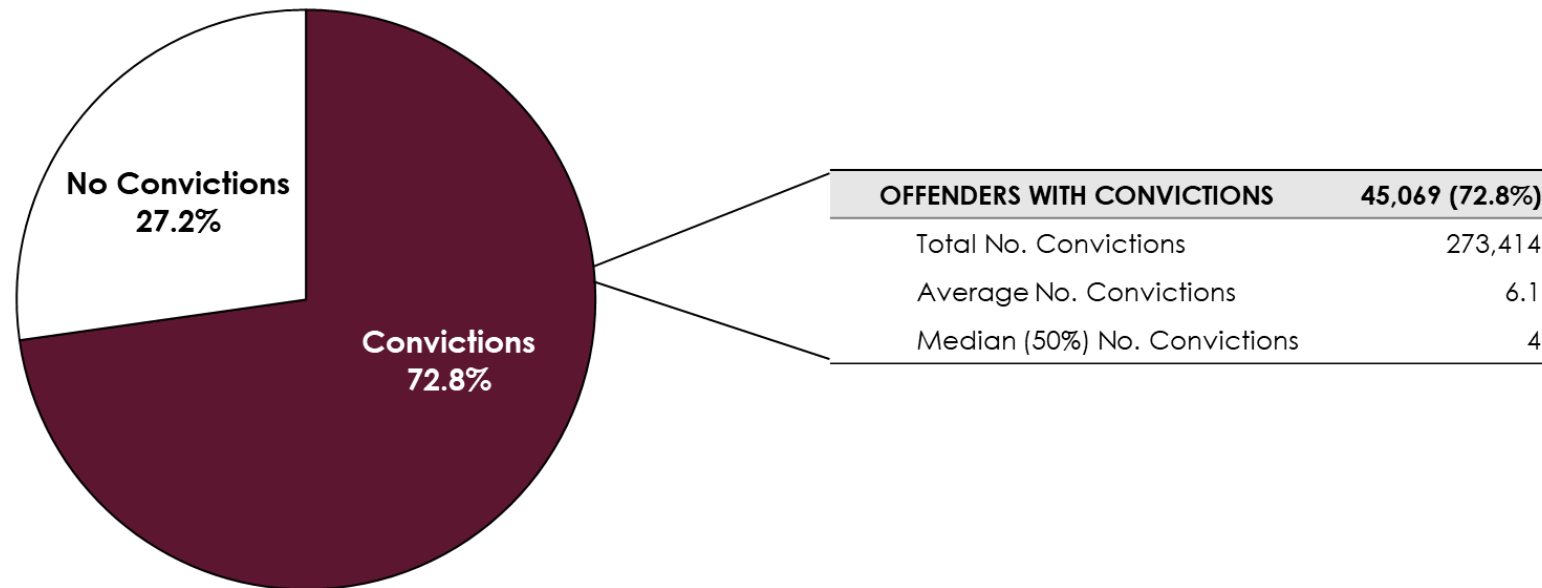 No Convictions
27.2%
Convictions
72.8%
OFFENDERS WITH CONVICTIONS 45,069 (72.8%)
Total No. Convictions 273,414
Average No. Convictions 6.1
Median (50%) No. Convictions 4